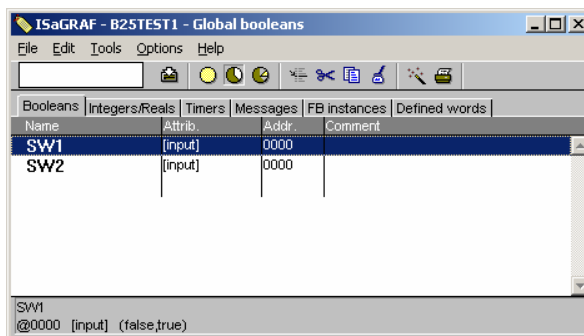 ISaGRAF - B25TEST1 - Global booleans
File Edit Tools Options Help
Booleans Integers/Reals Timers Messages FB instances Defined words
Name Attrib. Addr. Comment
SW1 [input] 0000
SW2 [input] 0000
SW1
@0000 [input] (false,true)